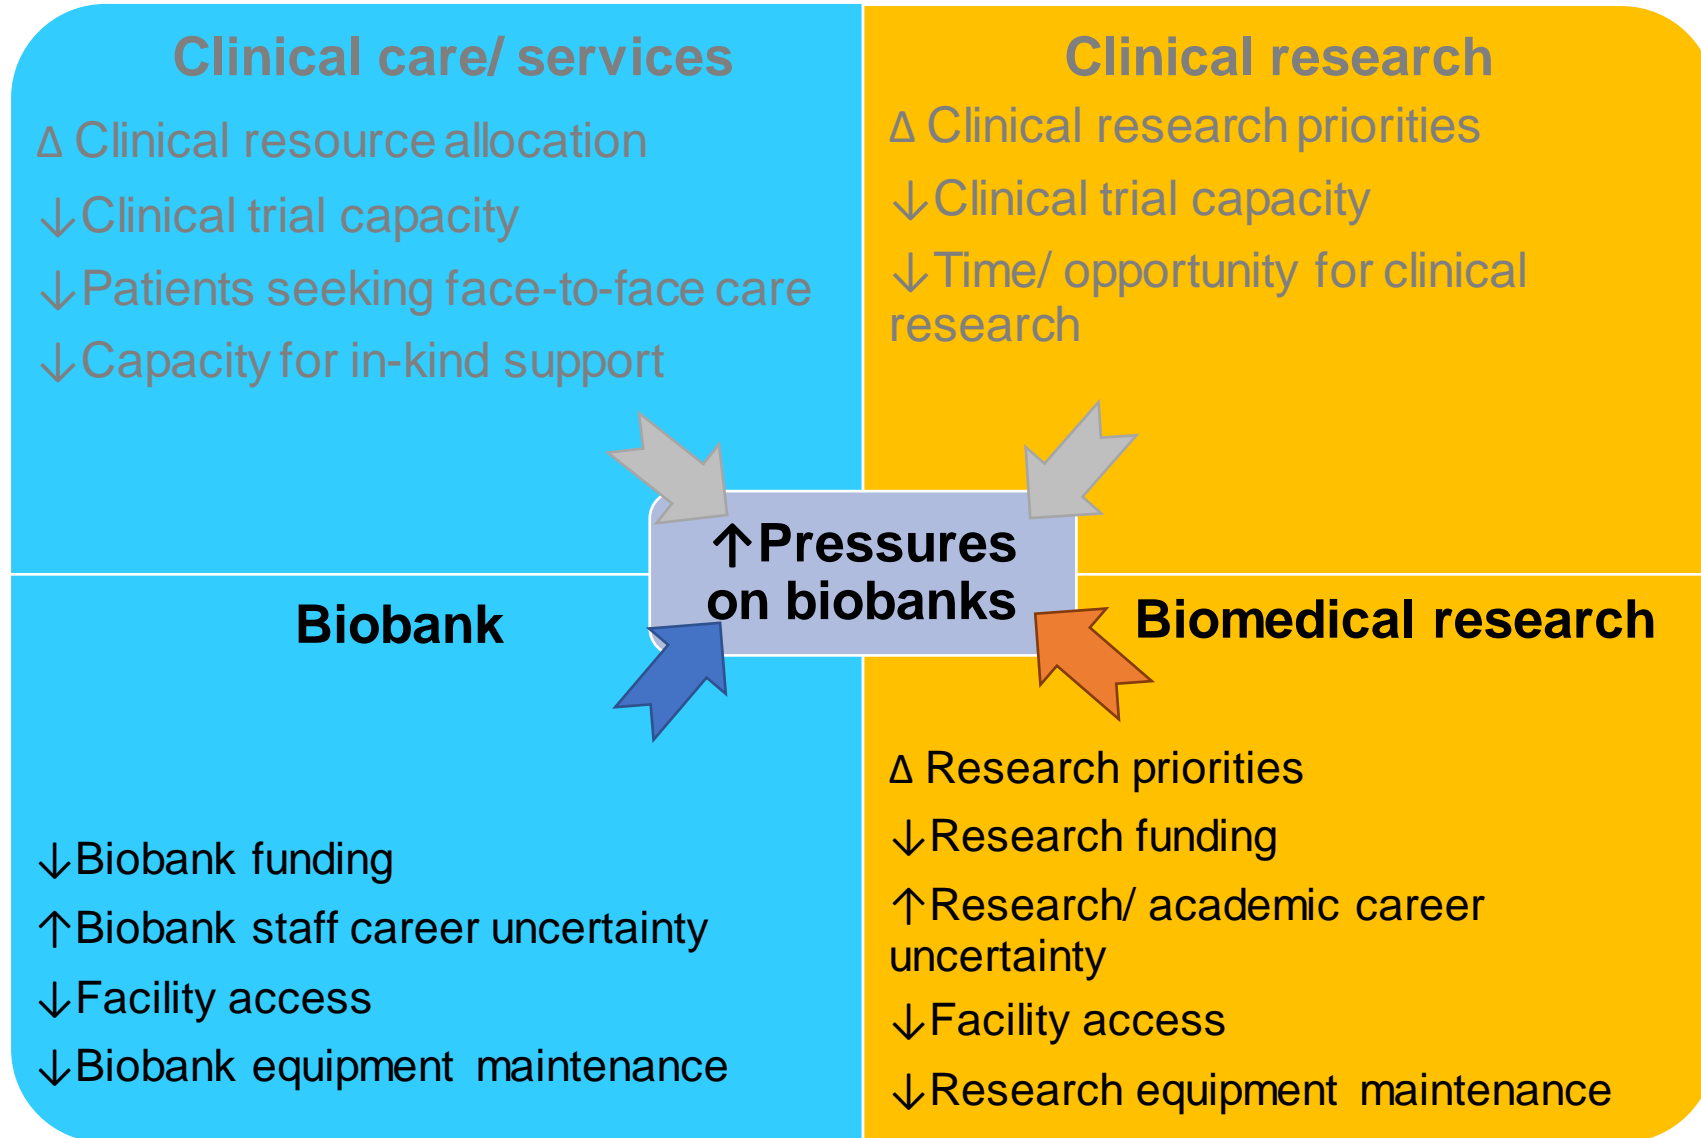 Clinical care/ services
Δ Clinical resource allocation
↓Clinical trial capacity
↓Patients seeking face-to-face care
↓Capacity for in-kind support
Clinical research
Δ Clinical research priorities
↓Clinical trial capacity
↓Time/ opportunity for clinical
research
↑Pressures
on biobanks
Biobank
↓Biobank funding
↑Biobank staff career uncertainty
↓Facility access
↓Biobank equipment maintenance
Biomedical research
Δ Research priorities
↓Research funding
↑Research/ academic career
uncertainty
↓Facility access
↓Research equipment maintenance